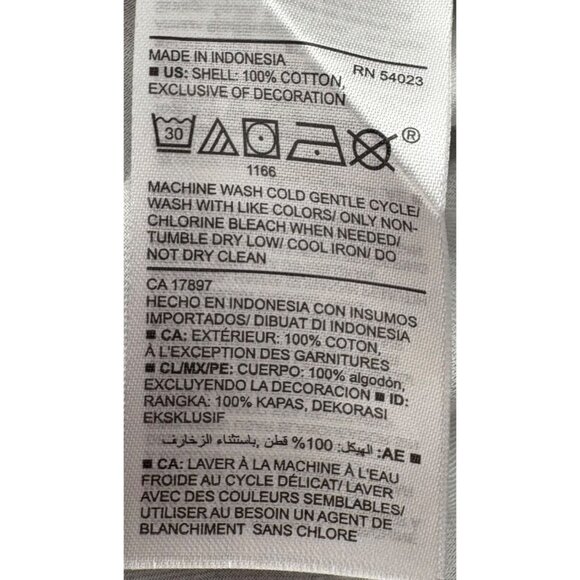 MADE IN INDONESIA RN 54023
■ US: SHELL: 100% COTTON,
EXCLUSIVE OF DECORATION
30
®
1166
MACHINE WASH COLD GENTLE CYCLE/
WASH WITH LIKE COLORS/ ONLY NON-
CHLORINE BLEACH WHEN NEEDED/
TUMBLE DRY LOW/ COOL IRON/ DO
NOT DRY CLEAN
CA 17897
HECHO EN INDONESIA CON INSUMOS
IMPORTADOS/ DIBUAT DI INDONESIA
■ CA: EXTÉRIEUR: 100% COTON,
À L'EXCEPTION DES GARNITURES
■ CL/MX/PE: CUERPO: 100% algodón,
EXCLUYENDO LA DECORACION ■ ID:
RANGKA: 100% KAPAS, DEKORASI
EKSKLUSIF
■ AE: الهيكل: 100% قطن ,باستثناء الزخارف
■ CA: LAVER À LA MACHINE À L'EAU
FROIDE AU CYCLE DÉLICAT/ LAVER
AVEC DES COULEURS SEMBLABLES/
UTILISER AU BESOIN UN AGENT DE
BLANCHIMENT SANS CHLORE